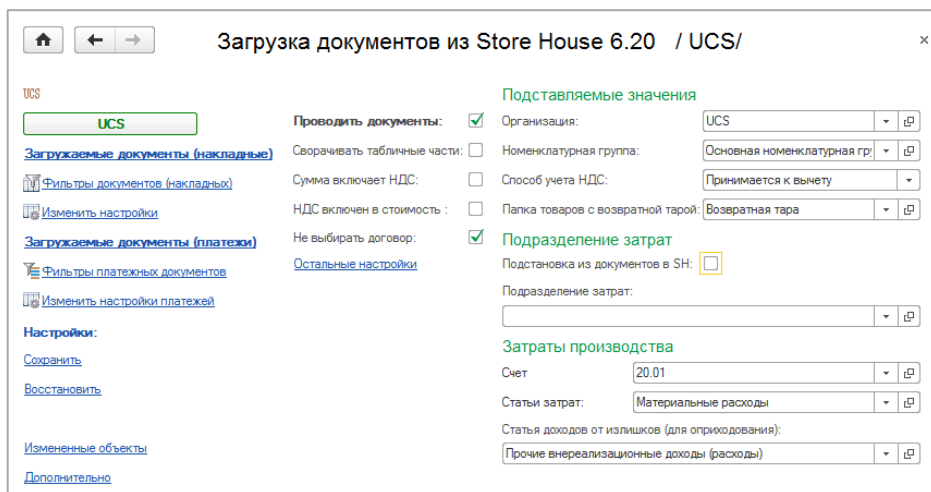 Загрузка документов из Store House 6.20 / UCS/
UCS
UCS
Загружаемые документы (накладные)
Фильтры документов (накладных)
Изменить настройки
Загружаемые документы (платежи)
Фильтры платежных документов
Изменить настройки платежей
Настройки:
Сохранить
Восстановить
Измененные объекты
Дополнительно
Проводить документы:
Сворачивать табличные части:
Сумма включает НДС:
НДС включен в стоимость :
Не выбирать договор:
Остальные настройки
Подставляемые значения
Организация: UCS
Номенклатурная группа: Основная номенклатурная гру
Способ учета НДС: Принимается к вычету
Папка товаров с возвратной тарой: Возвратная тара
Подразделение затрат
Подстановка из документов в SH:
Подразделение затрат:
Затраты производства
Счет 20.01
Статьи затрат: Материальные расходы
Статья доходов от излишков (для оприходования):
Прочие внереализационные доходы (расходы)